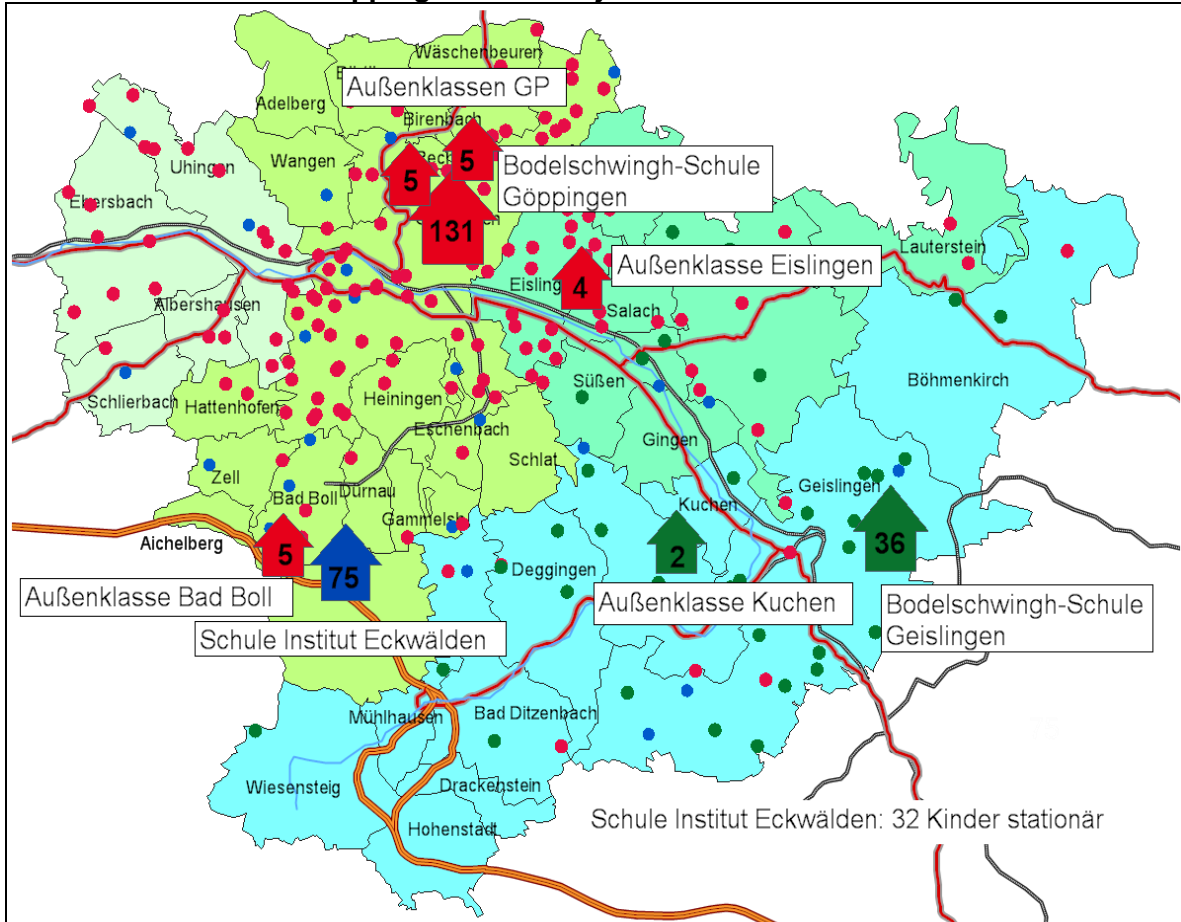 Wäschenbeuren
Außenklassen GP
Adelberg
Birenbach
Wangen
Uhingen
5
5
Bodelschwingh-Schule
Göppingen
Ebersbach
131
Lauterstein
Außenklasse Eislingen
Eisling
4
Albershausen
Salach
Böhmenkirch
Süßen
Schlierbach
Hattenhofen
Heiningen
Eschenbach
Gingen
Schlat
Zell
Bad Boll
Dürnau
Geislingen
Kuchen
Gammelsh
Aichelberg
5
75
Deggingen
2
36
Außenklasse Bad Boll
Außenklasse Kuchen
Bodelschwingh-Schule
Geislingen
Schule Institut Eckwälden
Mühlhausen
Bad Ditzenbach
Wiesensteig
Drackenstein
Hohenstadt
Schule Institut Eckwälden: 32 Kinder stationär